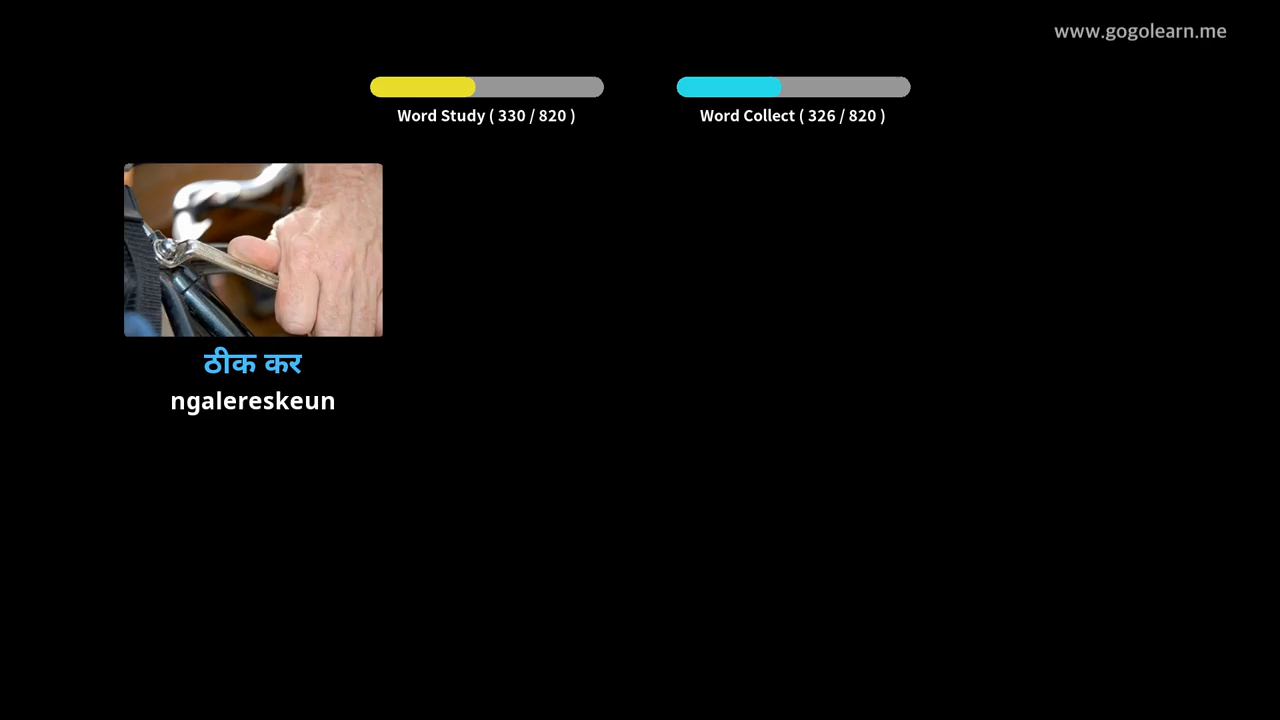 www.gogolearn.me
Word Study ( 330 / 820 )
Word Collect ( 326 / 820 )
ठीक कर
ngalereskeun